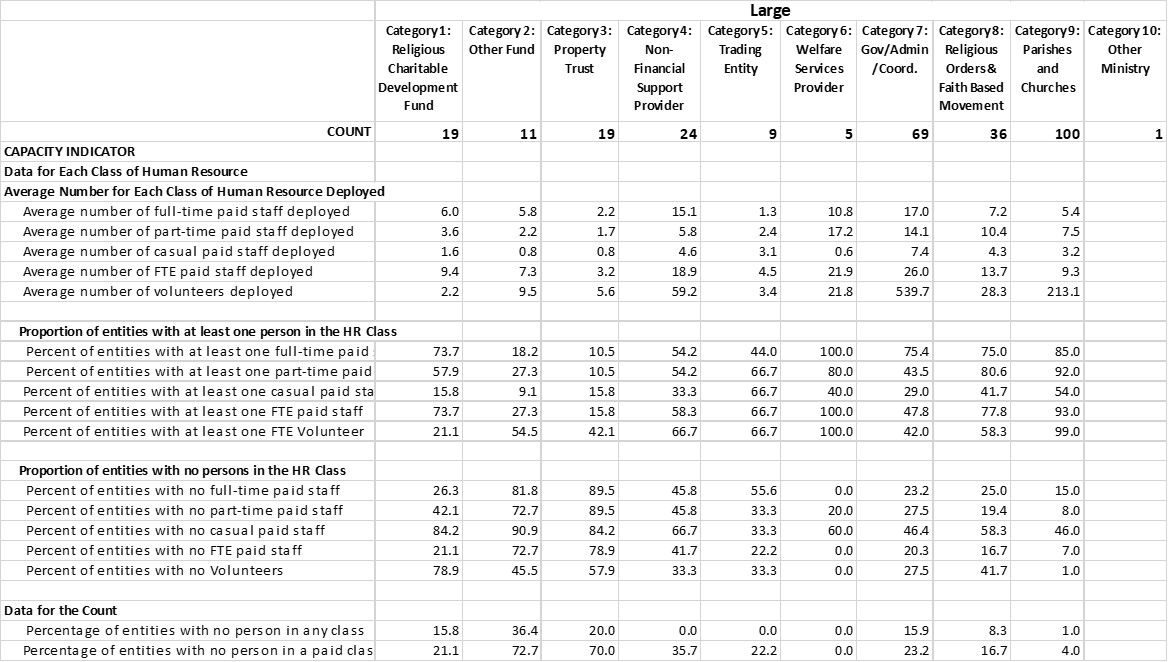 Large
Category 1: Religious Charitable Development Fund
Category 2: Other Fund
Category 3: Property Trust
Category 4: Non-Financial Support Provider
Category 5: Trading Entity
Category 6: Welfare Services Provider
Category 7: Gov/Admin /Coord.
Category 8: Religious Orders & Faith Based Movement
Category 9: Parishes and Churches
Category 10: Other Ministry
COUNT 19 11 19 24 9 5 69 36 100 1
CAPACITY INDICATOR
Data for Each Class of Human Resource
Average Number for Each Class of Human Resource Deployed
Average number of full-time paid staff deployed 6.0 5.8 2.2 15.1 1.3 10.8 17.0 7.2 5.4
Average number of part-time paid staff deployed 3.6 2.2 1.7 5.8 2.4 17.2 14.1 10.4 7.5
Average number of casual paid staff deployed 1.6 0.8 0.8 4.6 3.1 0.6 7.4 4.3 3.2
Average number of FTE paid staff deployed 9.4 7.3 3.2 18.9 4.5 21.9 26.0 13.7 9.3
Average number of volunteers deployed 2.2 9.5 5.6 59.2 3.4 21.8 539.7 28.3 213.1
Proportion of entities with at least one person in the HR Class
Percent of entities with at least one full-time paid 73.7 18.2 10.5 54.2 44.0 100.0 75.4 75.0 85.0
Percent of entities with at least one part-time paid 57.9 27.3 10.5 54.2 66.7 80.0 43.5 80.6 92.0
Percent of entities with at least one casual paid sta 15.8 9.1 15.8 33.3 66.7 40.0 29.0 41.7 54.0
Percent of entities with at least one FTE paid staff 73.7 27.3 15.8 58.3 66.7 100.0 47.8 77.8 93.0
Percent of entities with at least one FTE Volunteer 21.1 54.5 42.1 66.7 66.7 100.0 42.0 58.3 99.0
Proportion of entities with no persons in the HR Class
Percent of entities with no full-time paid staff 26.3 81.8 89.5 45.8 55.6 0.0 23.2 25.0 15.0
Percent of entities with no part-time paid staff 42.1 72.7 89.5 45.8 33.3 20.0 27.5 19.4 8.0
Percent of entities with no casual paid staff 84.2 90.9 84.2 66.7 33.3 60.0 46.4 58.3 46.0
Percent of entities with no FTE paid staff 21.1 72.7 78.9 41.7 22.2 0.0 20.3 16.7 7.0
Percent of entities with no Volunteers 78.9 45.5 57.9 33.3 33.3 0.0 27.5 41.7 1.0
Data for the Count
Percentage of entities with no person in any class 15.8 36.4 20.0 0.0 0.0 0.0 15.9 8.3 1.0
Percentage of entities with no person in a paid clas 21.1 72.7 70.0 35.7 22.2 0.0 23.2 16.7 4.0